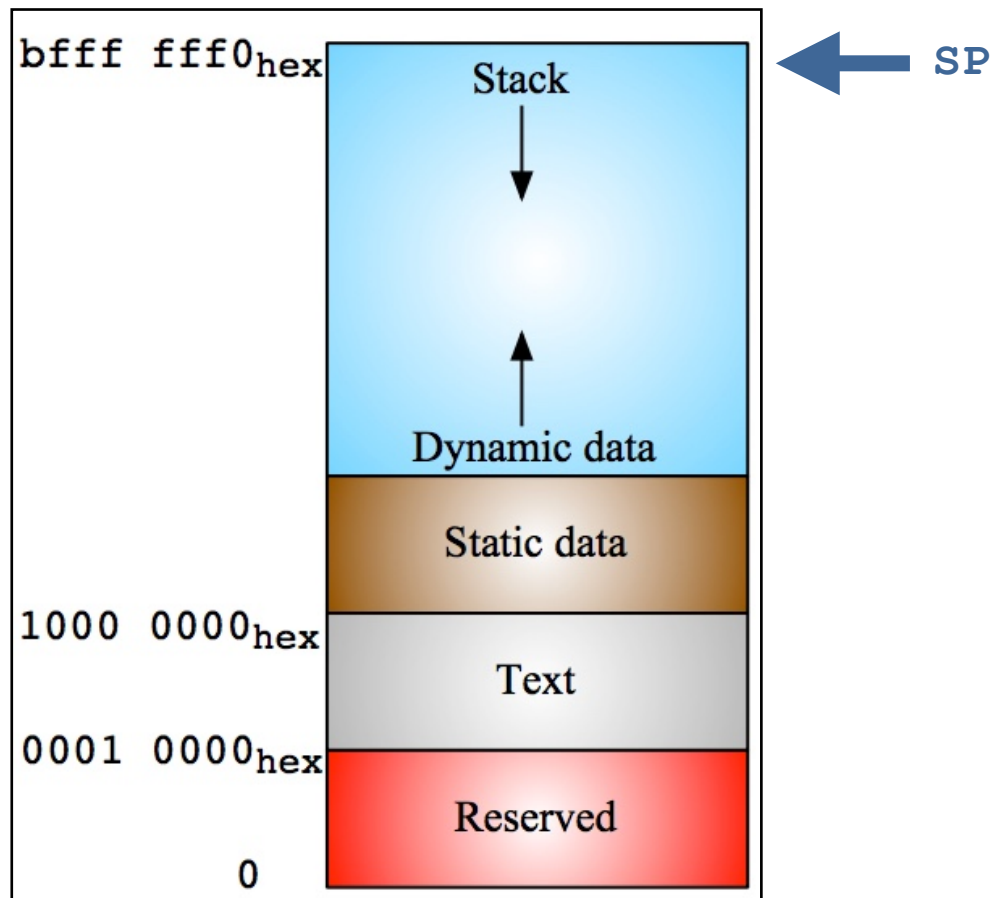 bfff fff0hex
SP
Stack
Dynamic data
Static data
1000 0000hex
Text
0001 0000hex
Reserved
0